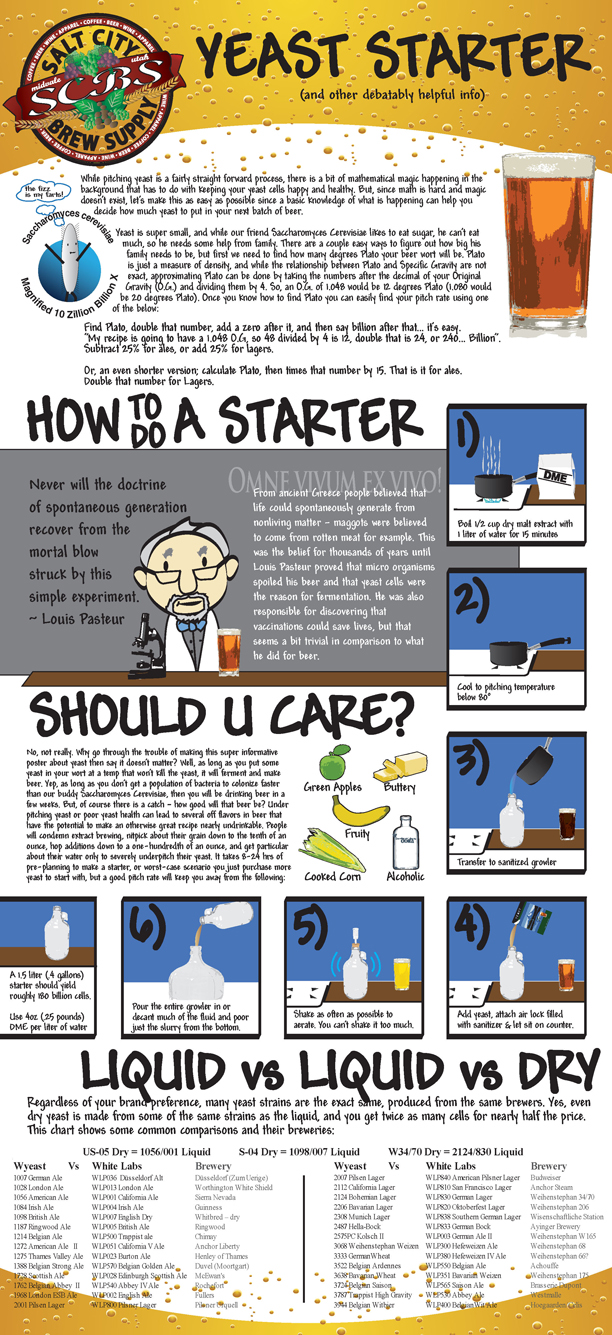 COFFEE • BEER • WINE • APPAREL • COFFEE • BEER • WINE • APPAREL
SALT CITY
midvale
utah
SCBS
BREW SUPPLY
YEAST STARTER
(and other debatably helpful info)
While pitching yeast is a fairly straight forward process, there is a bit of mathematical magic happening in the
background that has to do with keeping your yeast cells happy and healthy. But, since math is hard and magic
doesn't exist, let's make this as easy as possible since a basic knowledge of what is happening can help you
decide how much yeast to put in your next batch of beer.
the fizz
is my farts!
Saccharomyces cerevisiae
Magnified 10 Zillion Billion X
Yeast is super small, and while our friend Saccharomyces Cerevisiae likes to eat sugar, he can't eat
much, so he needs some help from family. There are a couple easy ways to figure out how big his
family needs to be, but first we need to find how many degrees Plato your beer wort will be. Plato
is just a measure of density, and while the relationship between Plato and Specific Gravity are not
exact, approximating Plato can be done by taking the numbers after the decimal of your Original
Gravity (O.G.) and dividing them by 4. So, an O.G. of 1.048 would be 12 degrees Plato (1.080 would
be 20 degrees Plato). Once you know how to find Plato you can easily find your pitch rate using one
of the below:
Find Plato, double that number, add a zero after it, and then say billion after that... it's easy.
"My recipe is going to have a 1.048 O.G, so 48 divided by 4 is 12, double that is 24, or 240... Billion".
Subtract 25% for ales, or add 25% for lagers.
Or, an even shorter version; calculate Plato, then times that number by 15. That is it for ales.
Double that number for Lagers.
HOW TO DO A STARTER
Never will the doctrine
of spontaneous generation
recover from the
mortal blow
struck by this
simple experiment.
~ Louis Pasteur
OMNE VIVUM EX VIVO!
From ancient Greece people believed that
life could spontaneously generate from
nonliving matter – maggots were believed
to come from rotten meat for example. This
was the belief for thousands of years until
Louis Pasteur proved that micro organisms
spoiled his beer and that yeast cells were
the reason for fermentation. He was also
responsible for discovering that
vaccinations could save lives, but that
seems a bit trivial in comparison to what
he did for beer.
1)
DME
Boil 1/2 cup dry malt extract with
1 liter of water for 15 minutes
2)
Cool to pitching temperature
below 80°
SHOULD U CARE?
No, not really. Why go through the trouble of making this super informative
poster about yeast then say it doesn't matter? Well, as long as you put some
yeast in your wort at a temp that won't kill the yeast, it will ferment and make
beer. Yep, as long as you don't get a population of bacteria to colonize faster
than our buddy Saccharomyces Cerevisiae, then you will be drinking beer in a
few weeks. But, of course there is a catch – how good will that beer be? Under
pitching yeast or poor yeast health can lead to several off flavors in beer that
have the potential to make an otherwise great recipe nearly undrinkable. People
will condemn extract brewing, nitpick about their grain down to the tenth of an
ounce, hop additions down to a one-hundredth of an ounce, and get particular
about their water only to severely underpitch their yeast. It takes 8-24 hrs of
pre-planning to make a starter, or worst-case scenario you just purchase more
yeast to start with, but a good pitch rate will keep you away from the following:
Green Apples
Buttery
Fruity
Cooked Corn
Alcoholic
3)
Transfer to sanitized growler
A 1.5 liter (.4 gallons)
starter should yield
roughly 180 billion cells.
Use 4oz (.25 pounds)
DME per liter of water
6)
Pour the entire growler in or
decant much of the fluid and poor
just the slurry from the bottom.
5)
Shake as often as possible to
aerate. You can't shake it too much.
4)
Add yeast, attach air lock filled
with sanitizer & let sit on counter.
LIQUID vs LIQUID vs DRY
Regardless of your brand preference, many yeast strains are the exact same, produced from the same brewers. Yes, even
dry yeast is made from some of the same strains as the liquid, and you get twice as many cells for nearly half the price.
This chart shows some common comparisons and their breweries:
US-05 Dry = 1056/001 Liquid S-04 Dry = 1098/007 Liquid W34/70 Dry = 2124/830 Liquid
Wyeast Vs White Labs Brewery
1007 German Ale WLP036 Düsseldorf Alt Düsseldorf (Zum Uerige)
1028 London Ale WLP013 London Ale Worthington White Shield
1056 American Ale WLP001 California Ale Sierra Nevada
1084 Irish Ale WLP004 Irish Ale Guinness
1098 British Ale WLP007 English Dry Whitbred – dry
1187 Ringwood Ale WLP005 British Ale Ringwood
1214 Belgian Ale WLP500 Trappist ale Chimay
1272 American Ale II WLP051 California V Ale Anchor Liberty
1275 Thames Valley Ale WLP023 Burton Ale Henley of Thames
1388 Belgian Strong Ale WLP570 Belgian Golden Ale Duvel (Moortgart)
1728 Scottish Ale WLP028 Edinburgh Scottish Ale McEwan's
1762 Belgian Abbey II WLP540 Abbey IV Ale Rochefort
1968 London ESB Ale WLP002 English Ale Fullers
2001 Pilsen Lager WLP800 Pilsner Lager Pilsner Urquell
Wyeast Vs White Labs Brewery
2007 Pilsen Lager WLP840 American Pilsner Lager Budweiser
2112 California Lager WLP810 San Francisco Lager Anchor Steam
2124 Bohemian Lager WLP830 German Lager Weihenstephan 34/70
2206 Bavarian Lager WLP820 Oktoberfest Lager Weihenstephan 206
2308 Munich Lager WLP838 Southern German Lager Wisenschaftliche Station
2487 Hella-Bock WLP833 German Bock Ayinger Brewery
2575PC Kolsch II WLP003 German Ale II Weihenstephan W165
3068 Weihenstephan Weizen WLP300 Hefeweizen Ale Weihenstephan 68
3333 German Wheat WLP380 Hefeweizen IV Ale Weihenstephan 66?
3522 Belgian Ardennes WLP550 Belgian Ale Achouffe
3638 Bavarian Wheat WLP351 Bavarian Weizen Weihenstephan 175
3724 Belgian Saison WLP565 Saison Ale Brasserie Dupont
3787 Trappist High Gravity WLP530 Abbey Ale Westmalle
3944 Belgian Witbier WLP400 Belgian Wit Ale Hoegaarden Celis